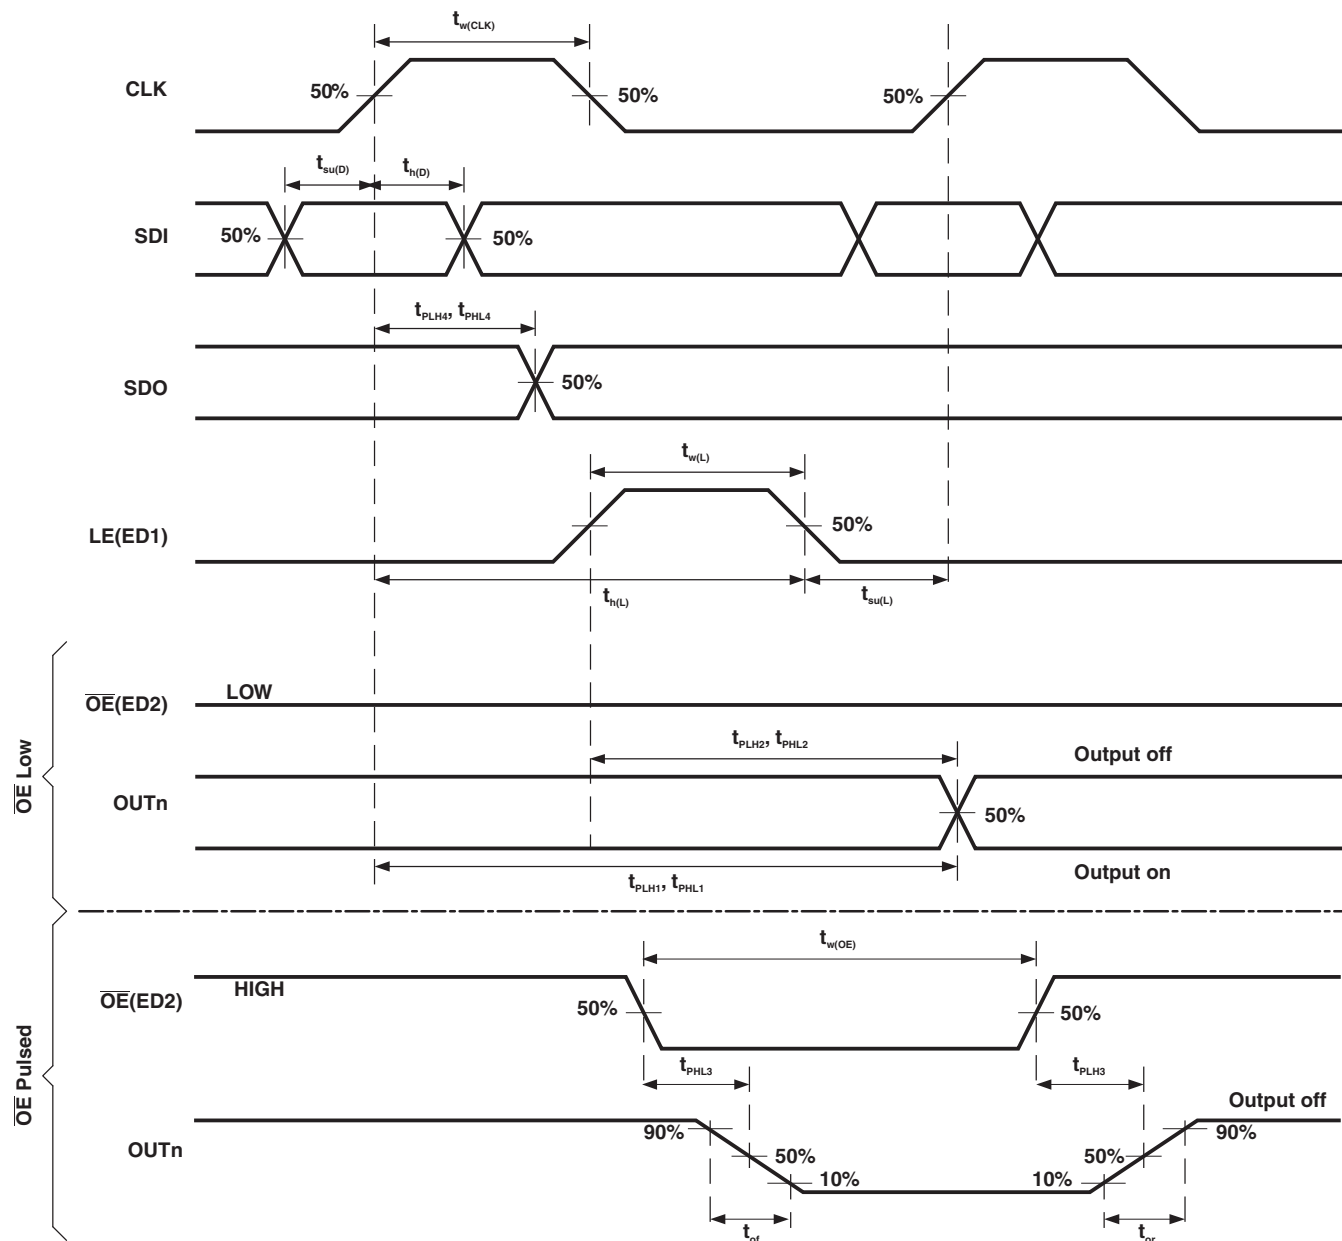 tw(CLK)
CLK
50%
50%
50%
tsu(D)
th(D)
SDI
50%
50%
tPLH4, tPHL4
SDO
50%
tw(L)
LE(ED1)
50%
th(L)
tsu(L)
OE Low
OE(ED2)
LOW
tPLH2, tPHL2
Output off
OUTn
50%
tPLH1, tPHL1
Output on
OE Pulsed
tw(OE)
OE(ED2)
HIGH
50%
50%
tPHL3
tPLH3
Output off
OUTn
90%
50%
10%
10%
50%
90%
tof
tor